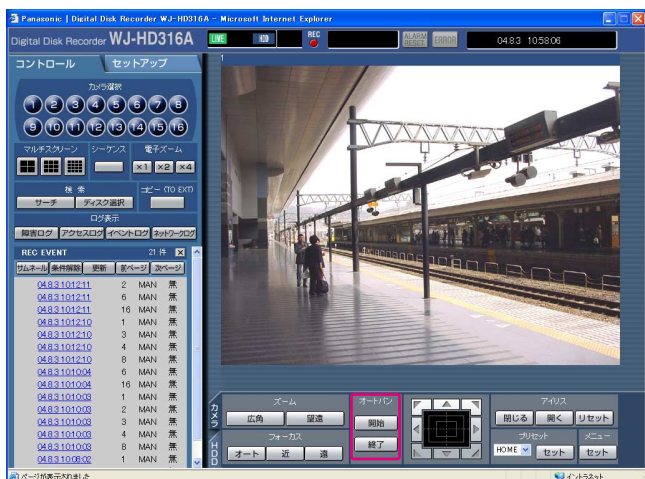 Panasonic | Digital Disk Recorder WJ-HD316A - Microsoft Internet Explorer
Digital Disk Recorder WJ-HD316A
LIVE HDD REC ALARM RESET ERROR 04.8.3 10:58:06
コントロール セットアップ
1
カメラ選択
1 2 3 4 5 6 7 8
9 10 11 12 13 14 15 16
マルチスクリーン シーケンス 電子ズーム
×1 ×2 ×4
検索 コピー (TO EXT)
サーチ ディスク選択
ログ表示
障害ログ アクセスログ イベントログ ネットワークログ
REC EVENT 21 件
サムネール 条件解除 更新 前ページ 次ページ
04.8.3 10:12:11 2 MAN 無
04.8.3 10:12:11 6 MAN 無
04.8.3 10:12:11 16 MAN 無
04.8.3 10:12:10 1 MAN 無
04.8.3 10:12:10 3 MAN 無
04.8.3 10:12:10 4 MAN 無
04.8.3 10:12:10 8 MAN 無
04.8.3 10:10:04 6 MAN 無
04.8.3 10:10:04 16 MAN 無
04.8.3 10:10:03 1 MAN 無
04.8.3 10:10:03 2 MAN 無
04.8.3 10:10:03 3 MAN 無
04.8.3 10:10:03 4 MAN 無
04.8.3 10:10:03 8 MAN 無
04.8.3 10:08:02 1 MAN 無
カメラ
HDD
ズーム
広角 望遠
フォーカス
オート 近 遠
オートパン
開始
終了
アイリス
閉じる 開く リセット
プリセット メニュー
HOME セット セット
ページが表示されました イントラネット